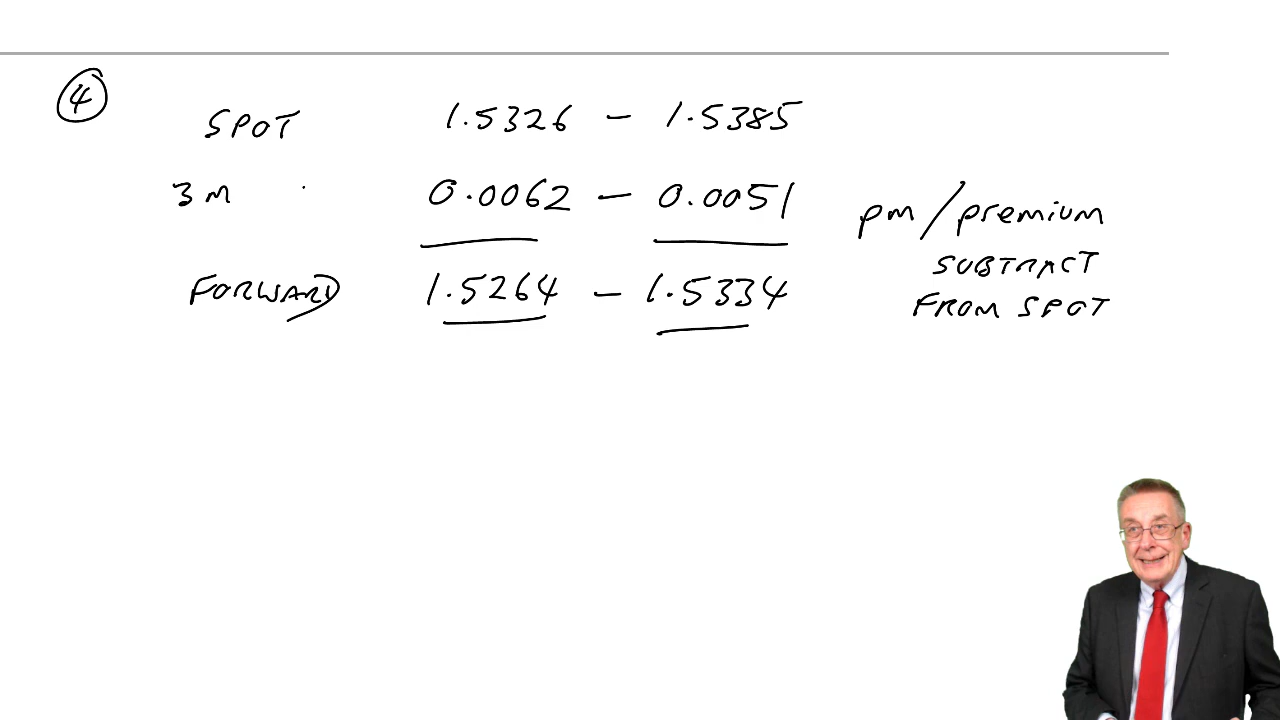 4
SPOT 1.5326 – 1.5385
3 M 0.0062 – 0.0051 pm / premium
SUBTRACT
FORWARD 1.5264 – 1.5334 FROM SPOT